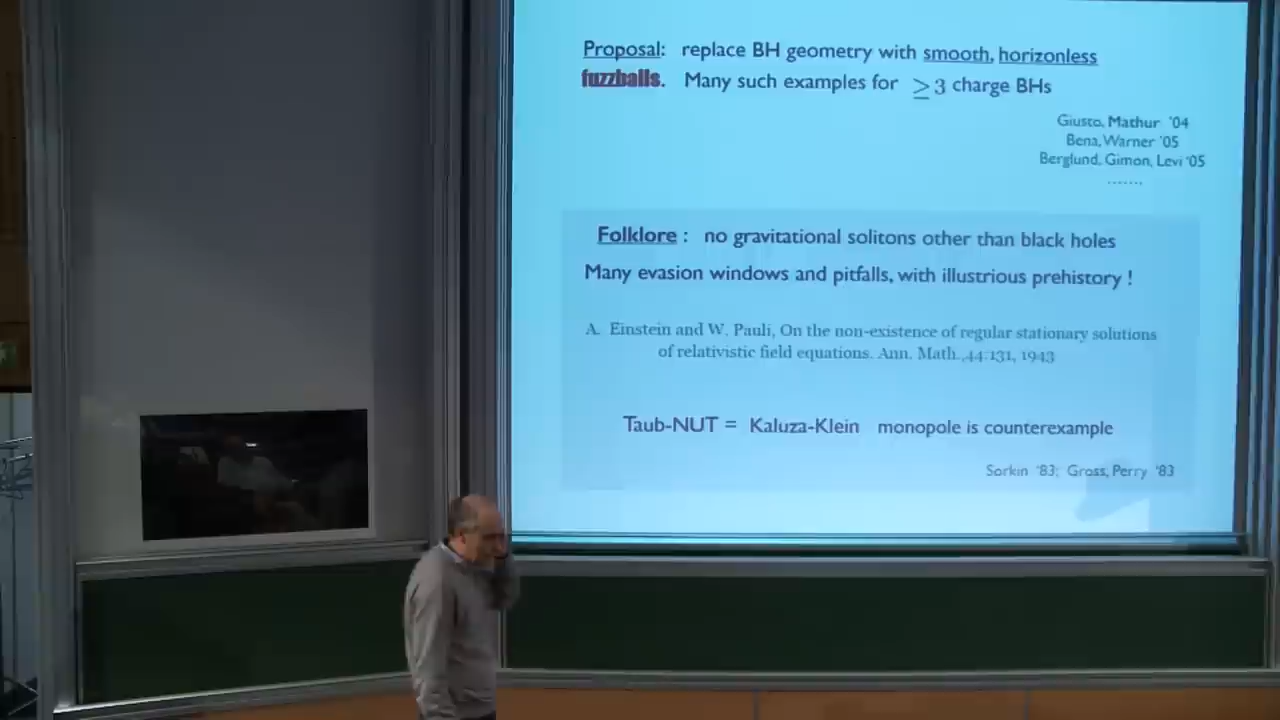 Proposal: replace BH geometry with smooth, horizonless
fuzzballs. Many such examples for ≥ 3 charge BHs
Giusto, Mathur '04
Bena, Warner '05
Berglund, Gimon, Levi '05
.......
Folklore : no gravitational solitons other than black holes
Many evasion windows and pitfalls, with illustrious prehistory !
A. Einstein and W. Pauli, On the non-existence of regular stationary solutions
of relativistic field equations. Ann. Math. ,44:131, 1943
Taub-NUT = Kaluza-Klein monopole is counterexample
Sorkin '83; Gross, Perry '83